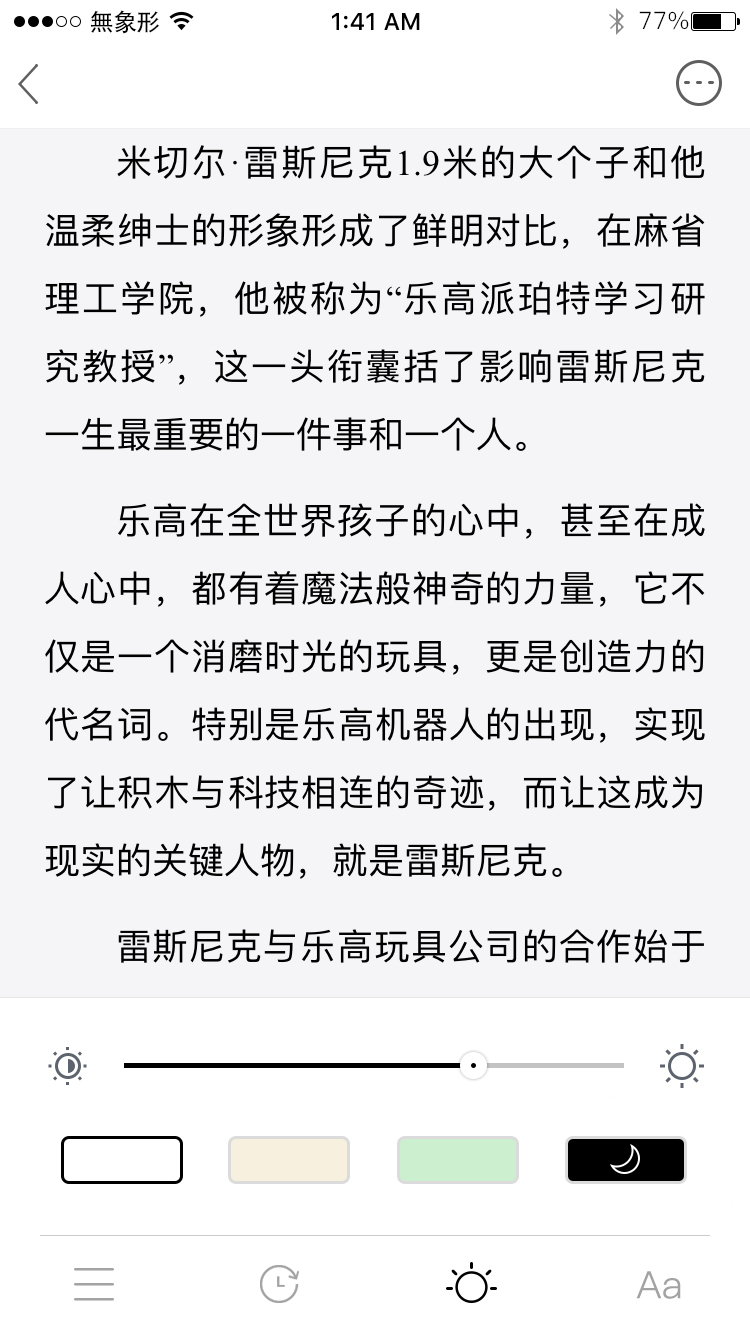 無象形
1:41 AM
77%
米切尔·雷斯尼克1.9米的大个子和他
温柔绅士的形象形成了鲜明对比，在麻省
理工学院，他被称为“乐高派珀特学习研
究教授”，这一头衔囊括了影响雷斯尼克
一生最重要的一件事和一个人。
乐高在全世界孩子的心中，甚至在成
人心中，都有着魔法般神奇的力量，它不
仅是一个消磨时光的玩具，更是创造力的
代名词。特别是乐高机器人的出现，实现
了让积木与科技相连的奇迹，而让这成为
现实的关键人物，就是雷斯尼克。
雷斯尼克与乐高玩具公司的合作始于
Aa